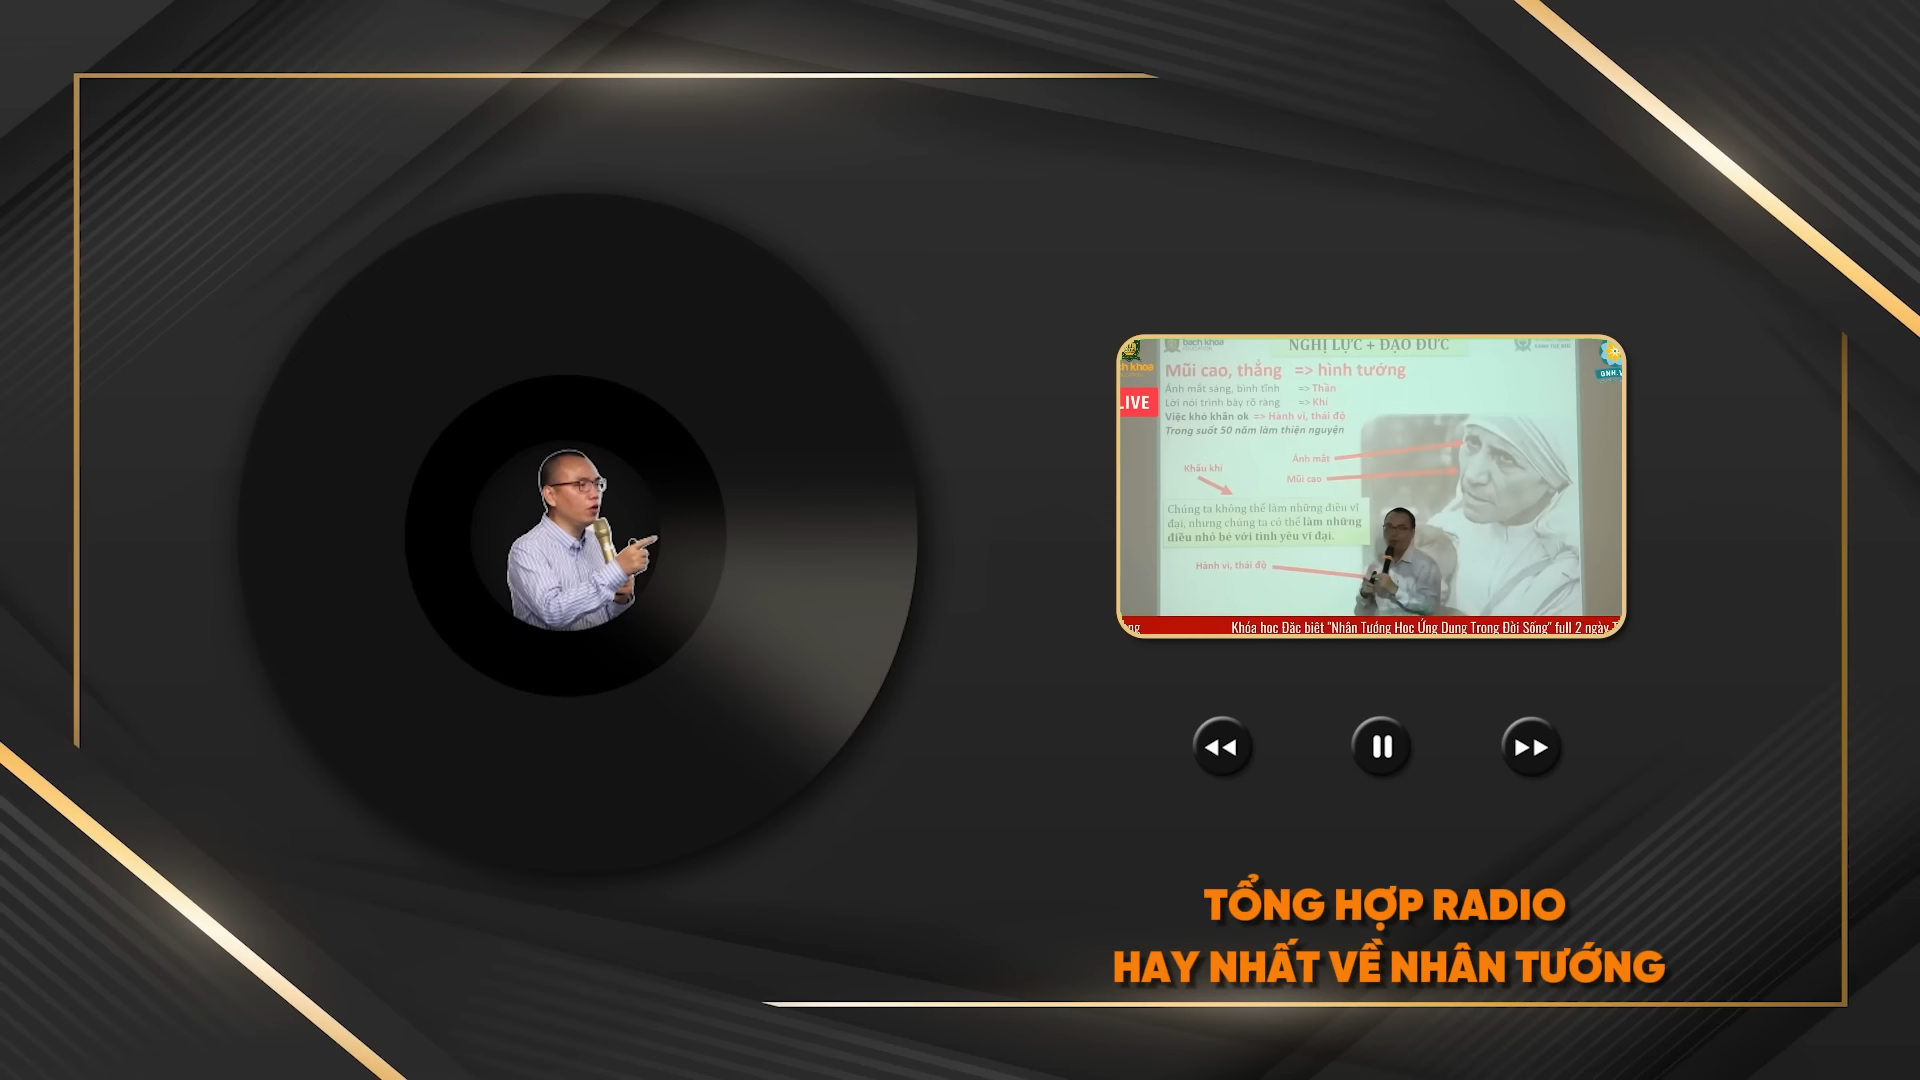 bach khoa
NGHỊ LỰC + ĐẠO ĐỨC
Mũi cao, thẳng => hình tướng
Ánh mắt sáng, bình tĩnh => Thần
Lời nói trình bày rõ ràng => Khí
Việc khó khăn ok => Hành vi, thái độ
Trong suốt 50 năm làm thiện nguyện
LIVE
Ánh mắt
Khẩu khí
Mũi cao
Chúng ta không thể làm những điều vĩ
đại, nhưng chúng ta có thể làm những
điều nhỏ bé với tình yêu vĩ đại.
Hành vi, thái độ
Khóa học Đặc biệt "Nhân Tướng Học Ứng Dụng Trong Đời Sống" full 2 ngày
TỔNG HỢP RADIO
HAY NHẤT VỀ NHÂN TƯỚNG